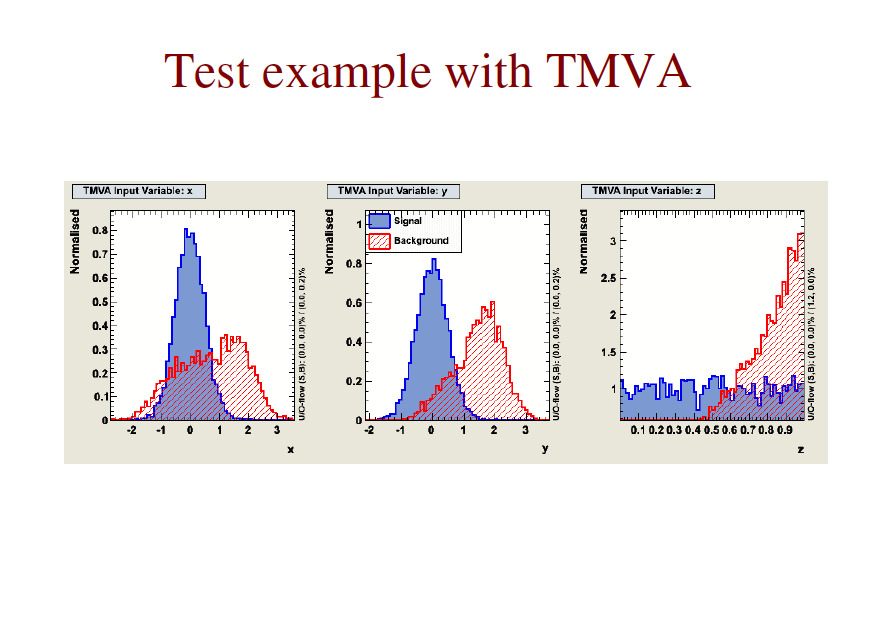 Test example with TMVA
TMVA Input Variable: x
Normalised
0.8
0.7
0.6
0.5
0.4
0.3
0.2
0.1
0
-2 -1 0 1 2 3
x
U/O-flow (S,B): (0.0, 0.0)% / (0.0, 0.2)%
TMVA Input Variable: y
Normalised
Signal
Background
1
0.8
0.6
0.4
0.2
0
-2 -1 0 1 2 3
y
U/O-flow (S,B): (0.0, 0.0)% / (0.0, 0.2)%
TMVA Input Variable: z
Normalised
3
2.5
2
1.5
1
0.1 0.2 0.3 0.4 0.5 0.6 0.7 0.8 0.9
z
U/O-flow (S,B): (0.0, 0.0)% / (1.2, 0.0)%